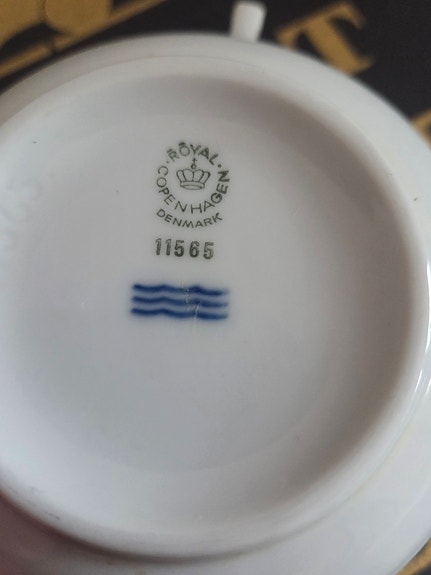 ROYAL
COPENHAGEN
DENMARK
11565